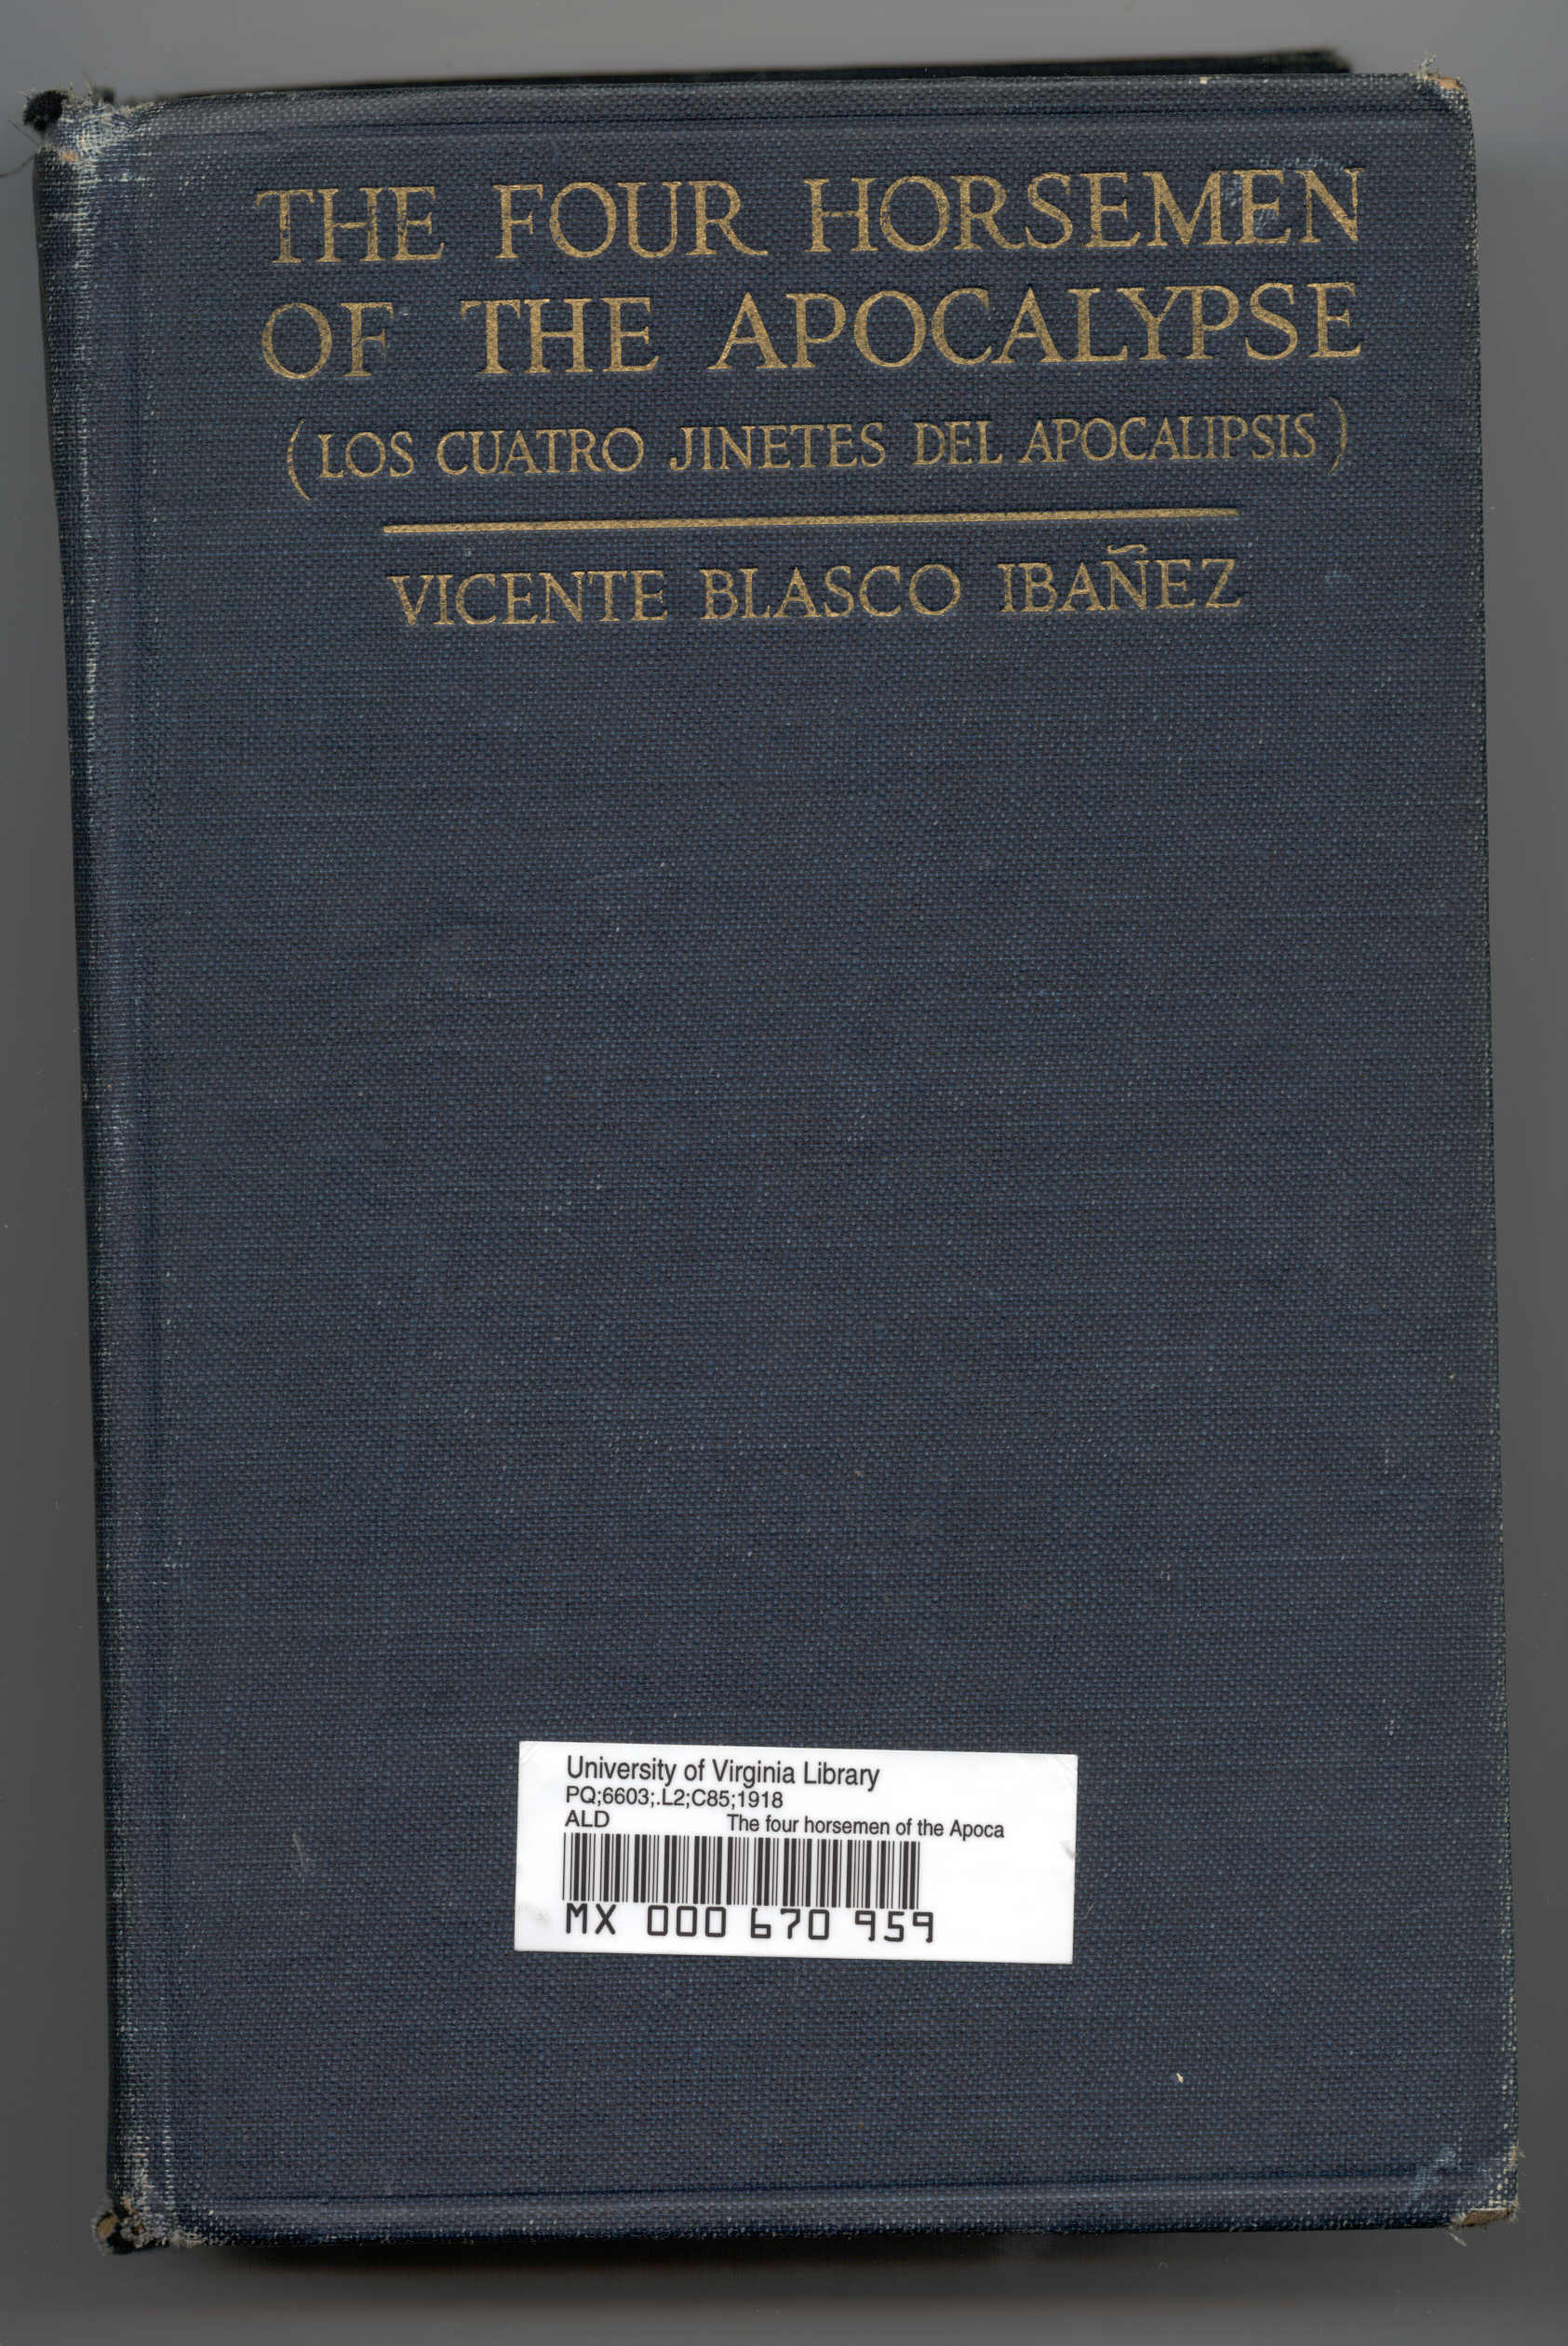 THE FOUR HORSEMEN
OF THE APOCALYPSE
(LOS CUATRO JINETES DEL APOCALIPSIS)
VICENTE BLASCO IBAÑEZ
University of Virginia Library
PQ;6603;.L2;C85;1918
ALD The four horsemen of the Apoca
MX 000 670 959